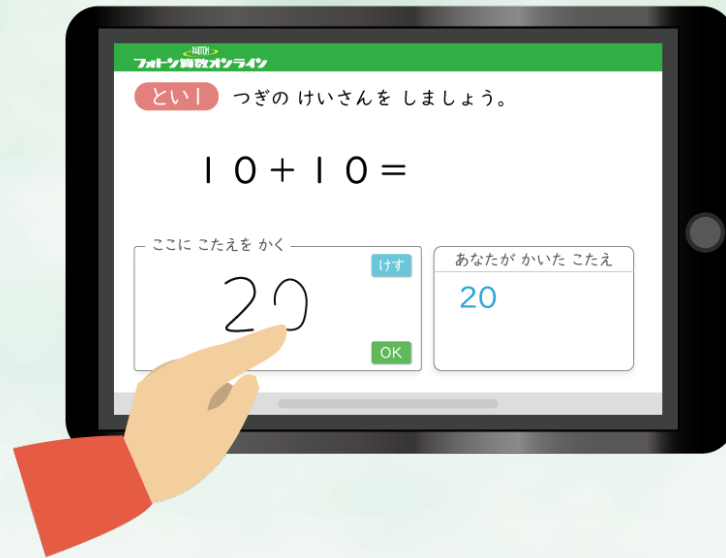 PHOTON
フォトン算数オンライン
とい1 つぎの けいさんを しましょう。
10+10=
ここに こたえを かく
けす
20
OK
あなたが かいた こたえ
20